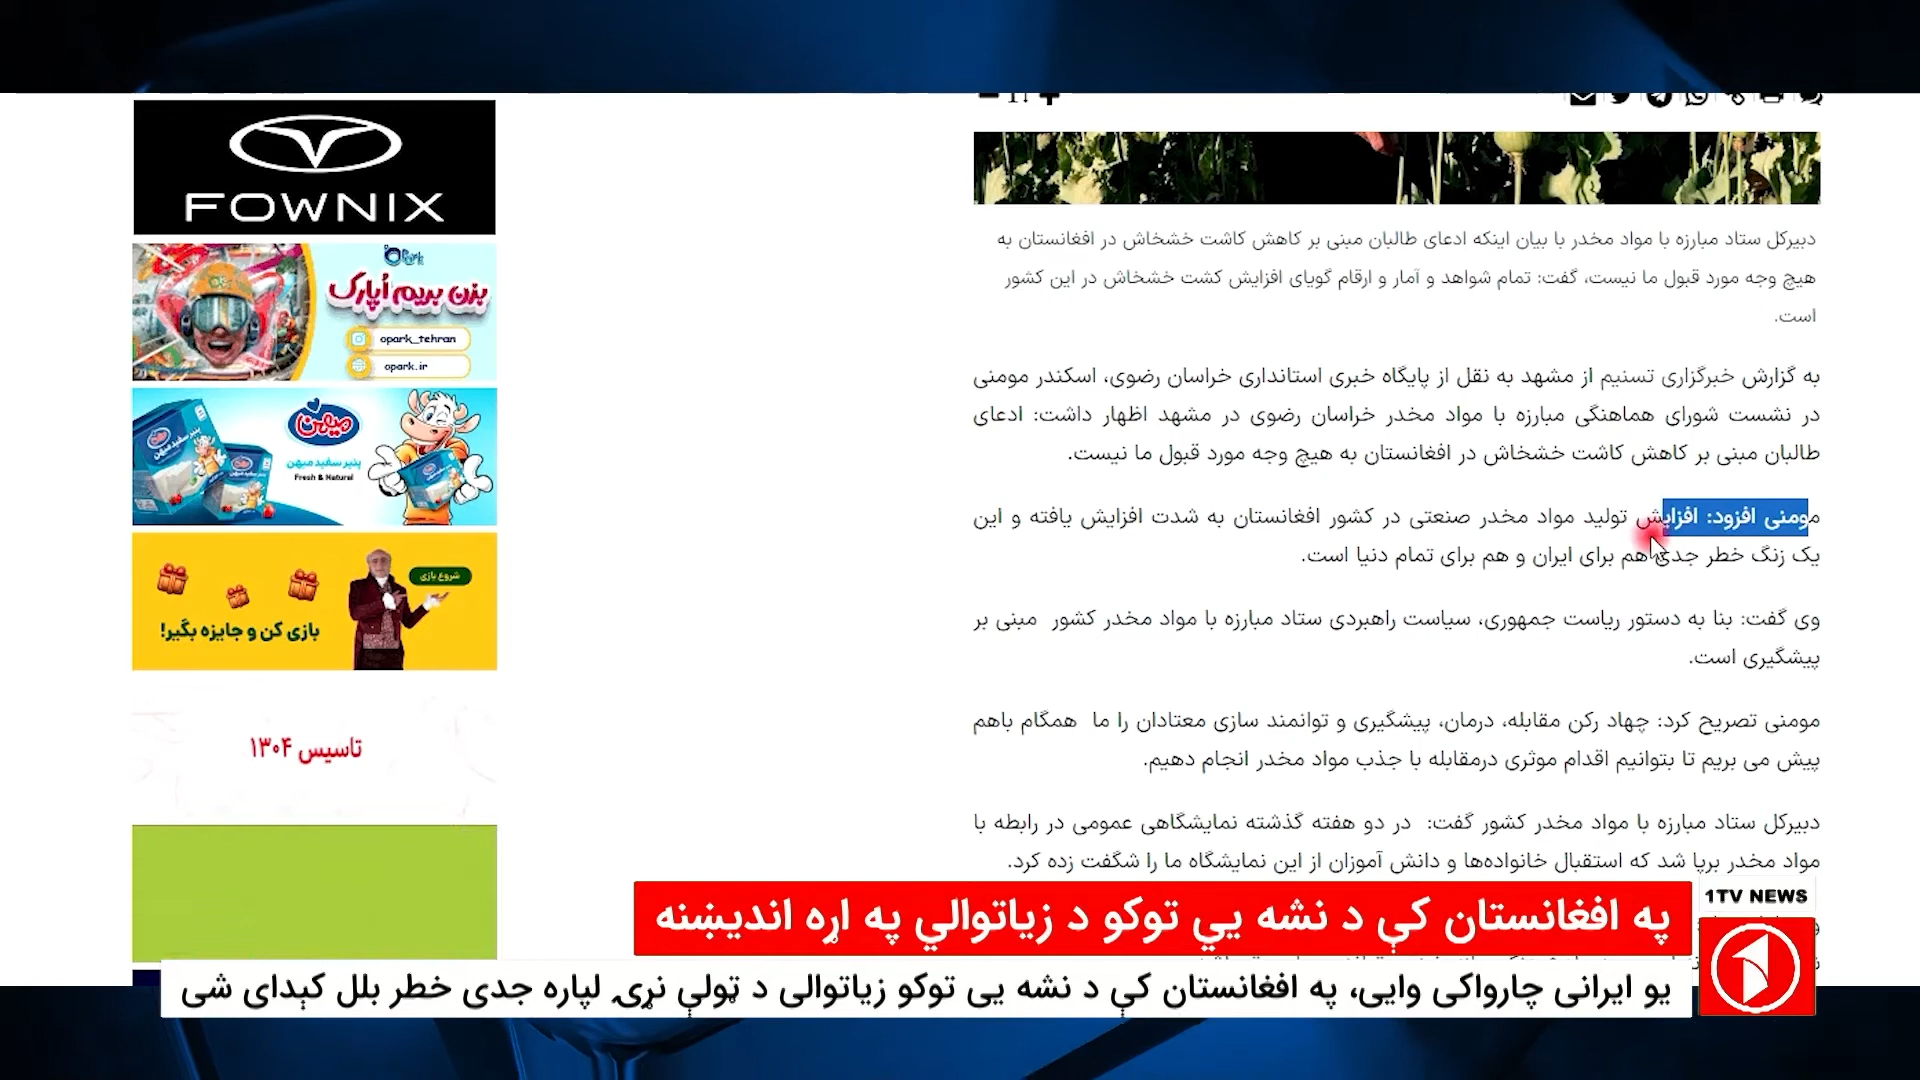 FOWNIX
Opark
بزن بریم اُپارک
opark_tehran
opark.ir
میهن
پنیر سفید میهن
Fresh & Natural
شروع بازی
بازی کن و جایزه بگیر!
تاسیس ۱۳۰۴
دبیرکل ستاد مبارزه با مواد مخدر با بیان اینکه ادعای طالبان مبنی بر کاهش کاشت خشخاش در افغانستان به
هیچ وجه مورد قبول ما نیست، گفت: تمام شواهد و آمار و ارقام گویای افزایش کشت خشخاش در این کشور
است.
به گزارش خبرگزاری تسنیم از مشهد به نقل از پایگاه خبری استانداری خراسان رضوی، اسکندر مومنی
در نشست شورای هماهنگی مبارزه با مواد مخدر خراسان رضوی در مشهد اظهار داشت: ادعای
طالبان مبنی بر کاهش کاشت خشخاش در افغانستان به هیچ وجه مورد قبول ما نیست.
مومنی افزود: افزایش تولید مواد مخدر صنعتی در کشور افغانستان به شدت افزایش یافته و این
یک زنگ خطر جدی هم برای ایران و هم برای تمام دنیا است.
وی گفت: بنا به دستور ریاست جمهوری، سیاست راهبردی ستاد مبارزه با مواد مخدر کشور مبنی بر
پیشگیری است.
مومنی تصریح کرد: چهاد رکن مقابله، درمان، پیشگیری و توانمند سازی معتادان را ما همگام باهم
پیش می بریم تا بتوانیم اقدام موثری درمقابله با جذب مواد مخدر انجام دهیم.
دبیرکل ستاد مبارزه با مواد مخدر کشور گفت: در دو هفته گذشته نمایشگاهی عمومی در رابطه با
مواد مخدر برپا شد که استقبال خانواده‌ها و دانش آموزان از این نمایشگاه ما را شگفت زده کرد.
1TV NEWS
په افغانستان کې د نشه یي توکو د زیاتوالي په اړه اندیښنه
یو ایرانی چارواکی وایی، په افغانستان کې د نشه یی توکو زیاتوالی د ټولې نړۍ لپاره جدی خطر بلل کېدای شی